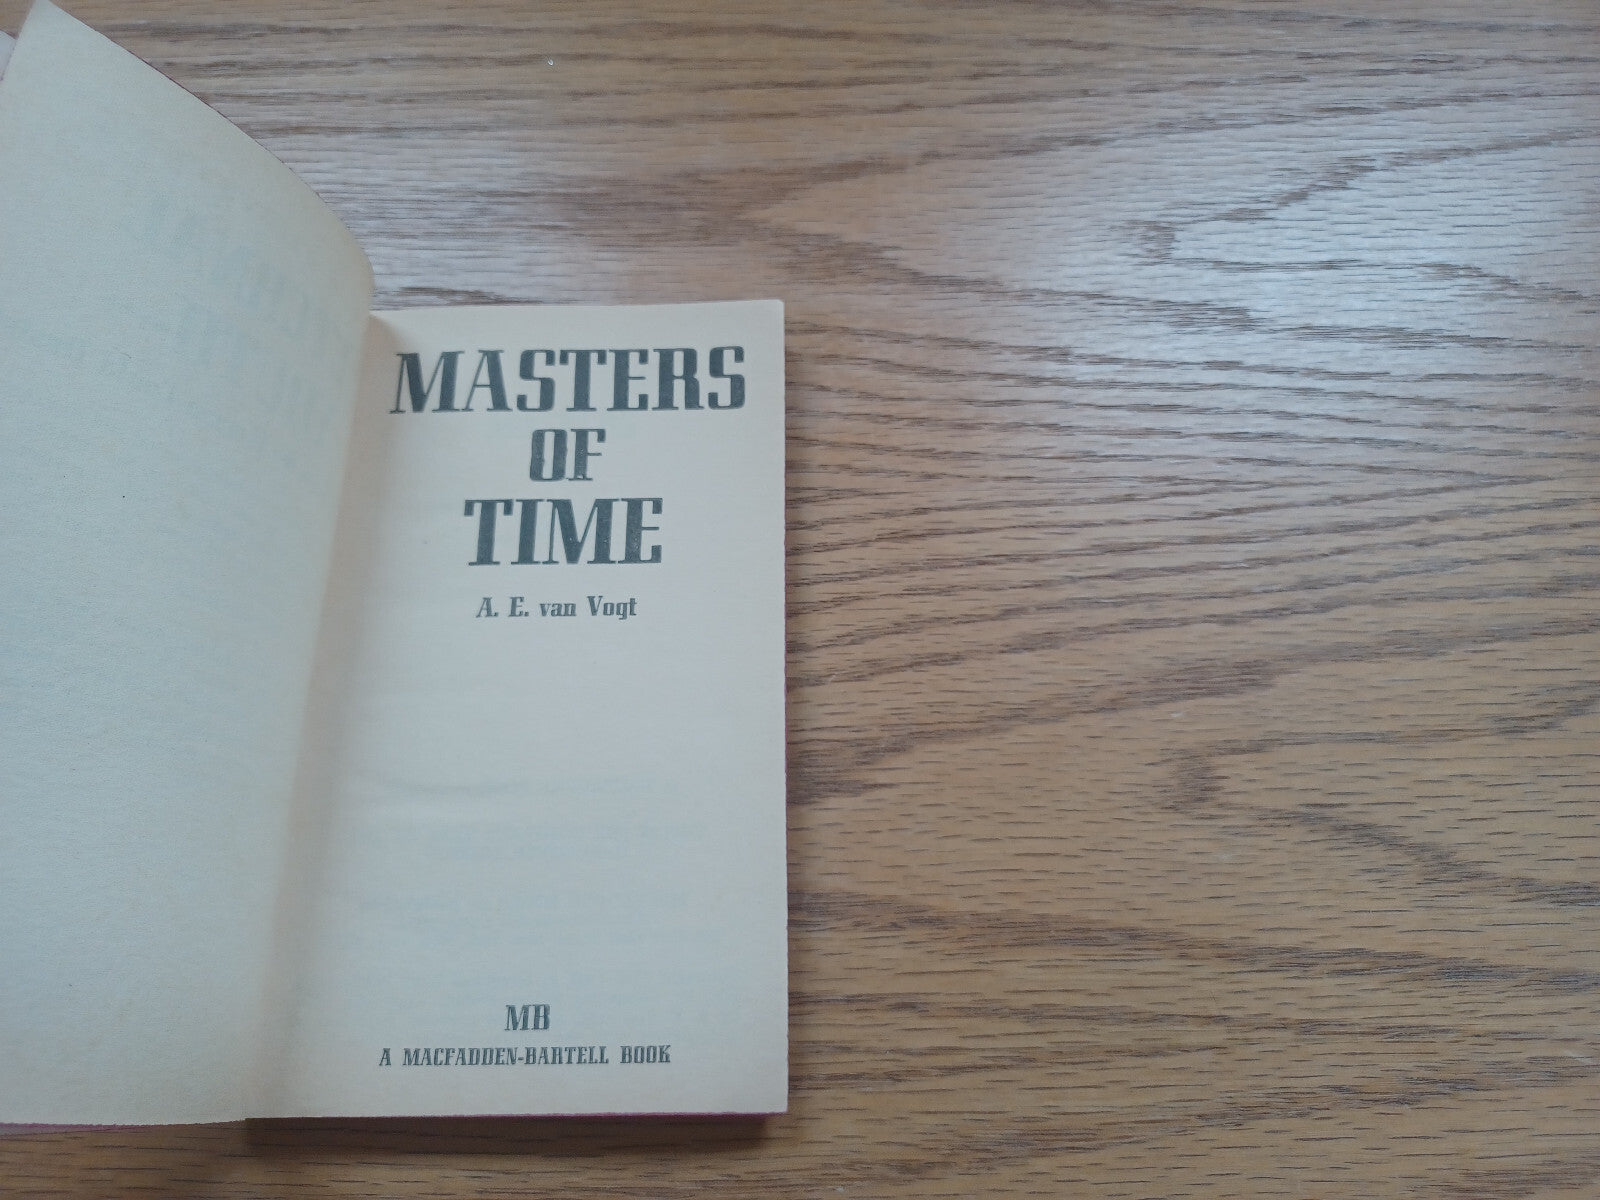 MASTERS
OF
TIME
A. E. van Vogt
MB
A MACFADDEN-BARTELL BOOK